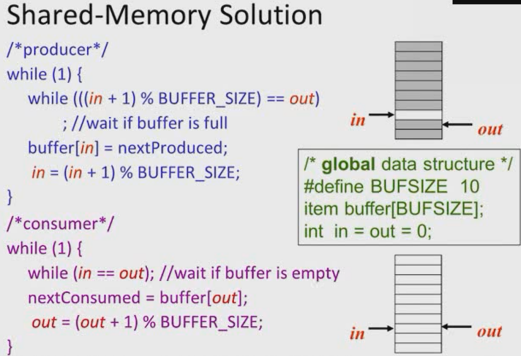 Shared-Memory Solution
/*producer*/
while (1) {
while (((in + 1) % BUFFER_SIZE) == out)
; //wait if buffer is full
buffer[in] = nextProduced;
in = (in + 1) % BUFFER_SIZE;
}
/*consumer*/
while (1) {
while (in == out); //wait if buffer is empty
nextConsumed = buffer[out];
out = (out + 1) % BUFFER_SIZE;
}
in
out
/* global data structure */
#define BUFSIZE 10
item buffer[BUFSIZE];
int in = out = 0;
in
out